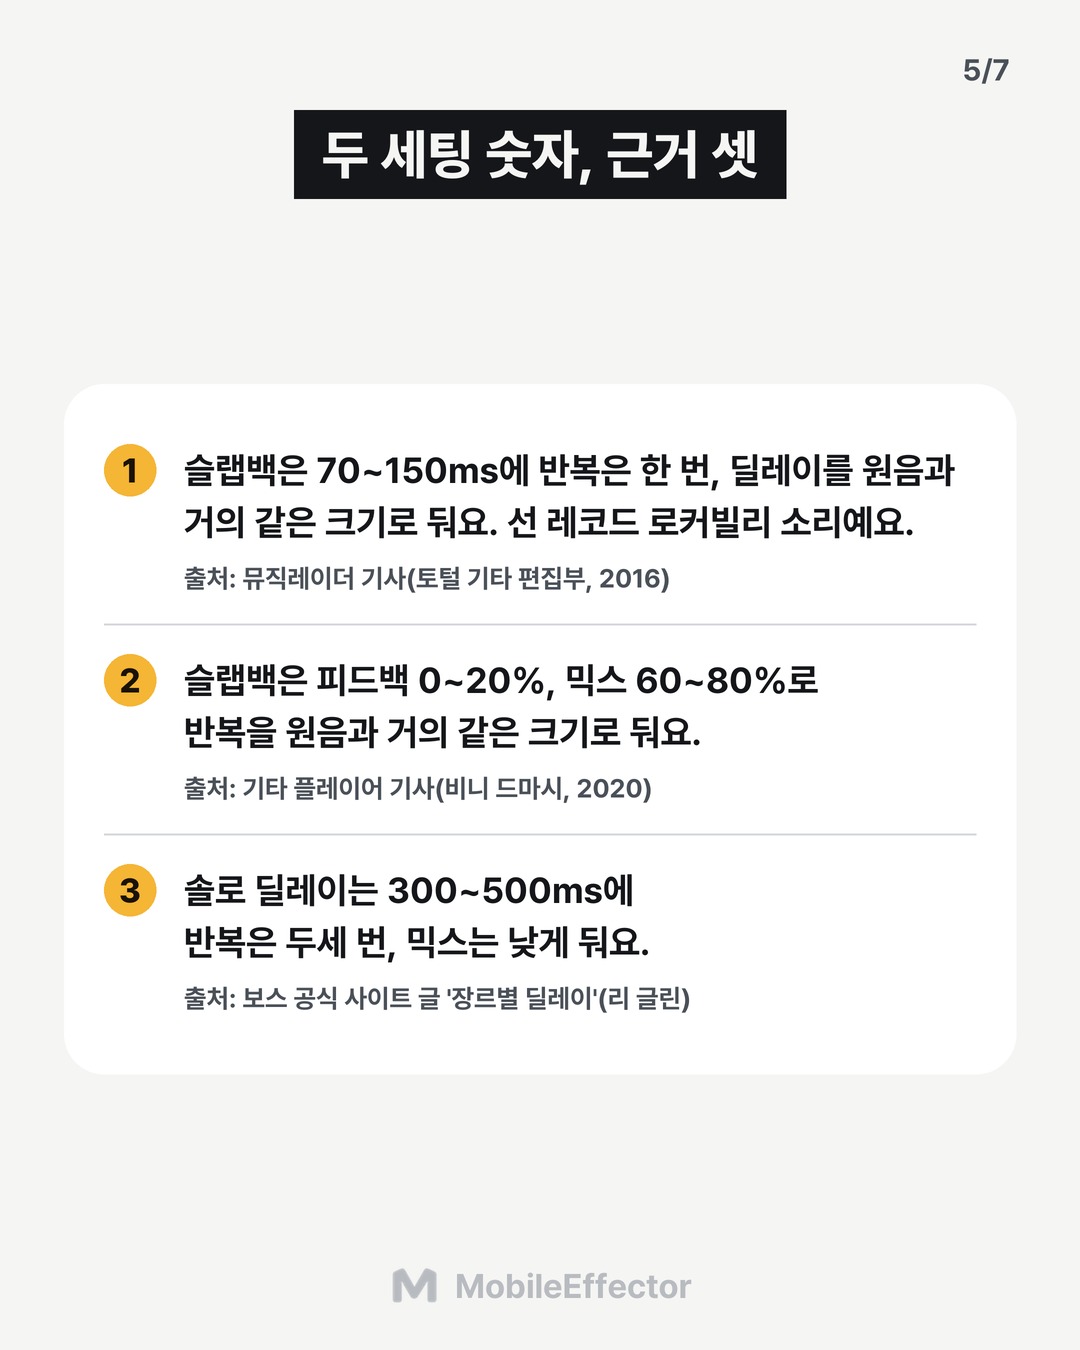 5/7
두 세팅 숫자, 근거 셋
1 슬랩백은 70~150ms에 반복은 한 번, 딜레이를 원음과
거의 같은 크기로 둬요. 선 레코드 로커빌리 소리예요.
출처: 뮤직레이더 기사(토털 기타 편집부, 2016)
2 슬랩백은 피드백 0~20%, 믹스 60~80%로
반복을 원음과 거의 같은 크기로 둬요.
출처: 기타 플레이어 기사(비니 드마시, 2020)
3 솔로 딜레이는 300~500ms에
반복은 두세 번, 믹스는 낮게 둬요.
출처: 보스 공식 사이트 글 '장르별 딜레이'(리 글린)
MobileEffector